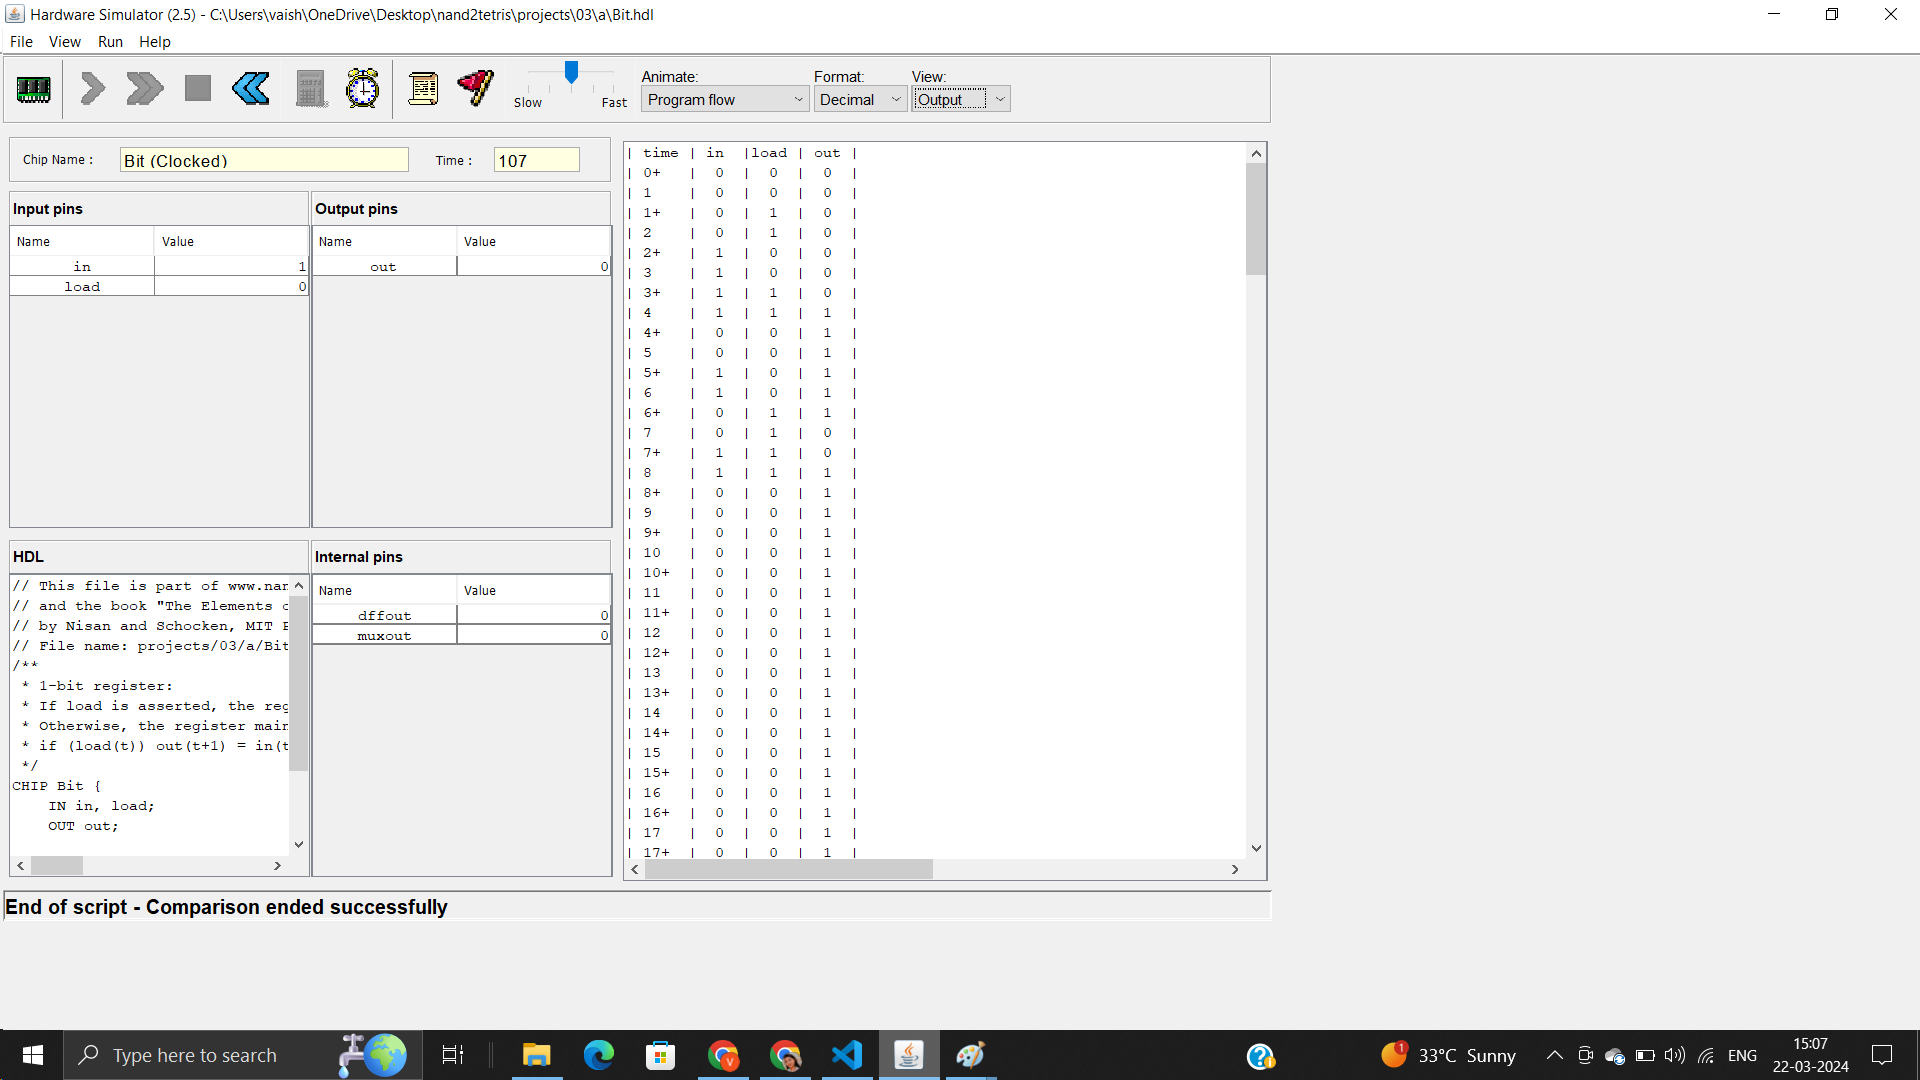 Hardware Simulator (2.5) - C:\Users\vaish\OneDrive\Desktop\nand2tetris\projects\03\a\Bit.hdl
File View Run Help
Slow Fast
Animate: Format: View:
Program flow Decimal Output
Chip Name : Bit (Clocked) Time : 107
Input pins
Name Value
in 1
load 0
Output pins
Name Value
out 0
HDL
// This file is part of www.nan
// and the book "The Elements o
// by Nisan and Schocken, MIT P
// File name: projects/03/a/Bit
/**
* 1-bit register:
* If load is asserted, the reg
* Otherwise, the register main
* if (load(t)) out(t+1) = in(t
*/
CHIP Bit {
IN in, load;
OUT out;
Internal pins
Name Value
dffout 0
muxout 0
| time | in |load | out |
| 0+ | 0 | 0 | 0 |
| 1 | 0 | 0 | 0 |
| 1+ | 0 | 1 | 0 |
| 2 | 0 | 1 | 0 |
| 2+ | 1 | 0 | 0 |
| 3 | 1 | 0 | 0 |
| 3+ | 1 | 1 | 0 |
| 4 | 1 | 1 | 1 |
| 4+ | 0 | 0 | 1 |
| 5 | 0 | 0 | 1 |
| 5+ | 1 | 0 | 1 |
| 6 | 1 | 0 | 1 |
| 6+ | 0 | 1 | 1 |
| 7 | 0 | 1 | 0 |
| 7+ | 1 | 1 | 0 |
| 8 | 1 | 1 | 1 |
| 8+ | 0 | 0 | 1 |
| 9 | 0 | 0 | 1 |
| 9+ | 0 | 0 | 1 |
| 10 | 0 | 0 | 1 |
| 10+ | 0 | 0 | 1 |
| 11 | 0 | 0 | 1 |
| 11+ | 0 | 0 | 1 |
| 12 | 0 | 0 | 1 |
| 12+ | 0 | 0 | 1 |
| 13 | 0 | 0 | 1 |
| 13+ | 0 | 0 | 1 |
| 14 | 0 | 0 | 1 |
| 14+ | 0 | 0 | 1 |
| 15 | 0 | 0 | 1 |
| 15+ | 0 | 0 | 1 |
| 16 | 0 | 0 | 1 |
| 16+ | 0 | 0 | 1 |
| 17 | 0 | 0 | 1 |
| 17+ | 0 | 0 | 1 |
End of script - Comparison ended successfully
Type here to search
V
1
33°C Sunny
ENG
15:07
22-03-2024